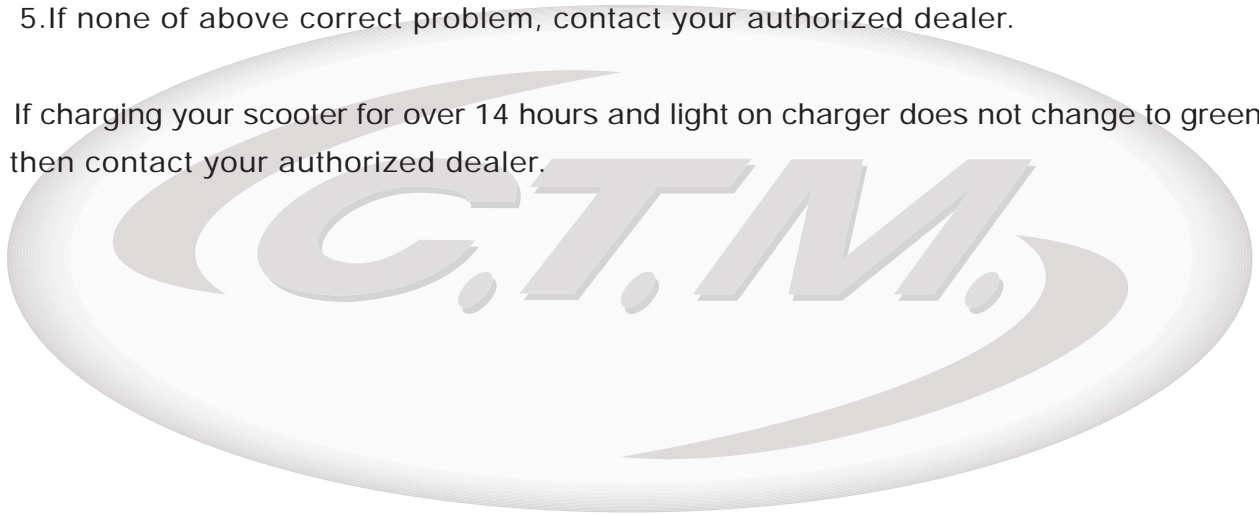 5.If none of above correct problem, contact your authorized dealer.
If charging your scooter for over 14 hours and light on charger does not change to green
then contact your authorized dealer.
C.T.M.